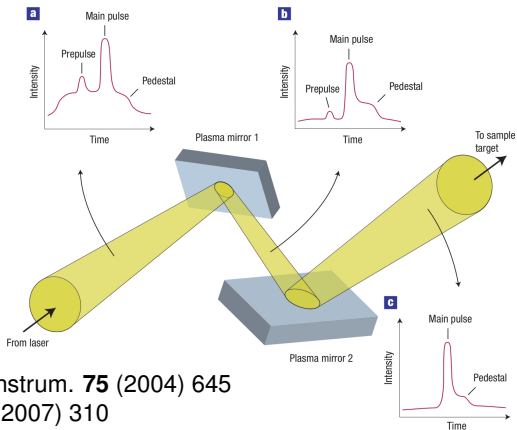 a
Main pulse
Prepulse
Pedestal
Intensity
Time
b
Main pulse
Prepulse
Pedestal
Intensity
Time
Plasma mirror 1
To sample
target
From laser
Plasma mirror 2
c
Main pulse
Pedestal
Intensity
Time
nstrum. 75 (2004) 645
(2007) 310